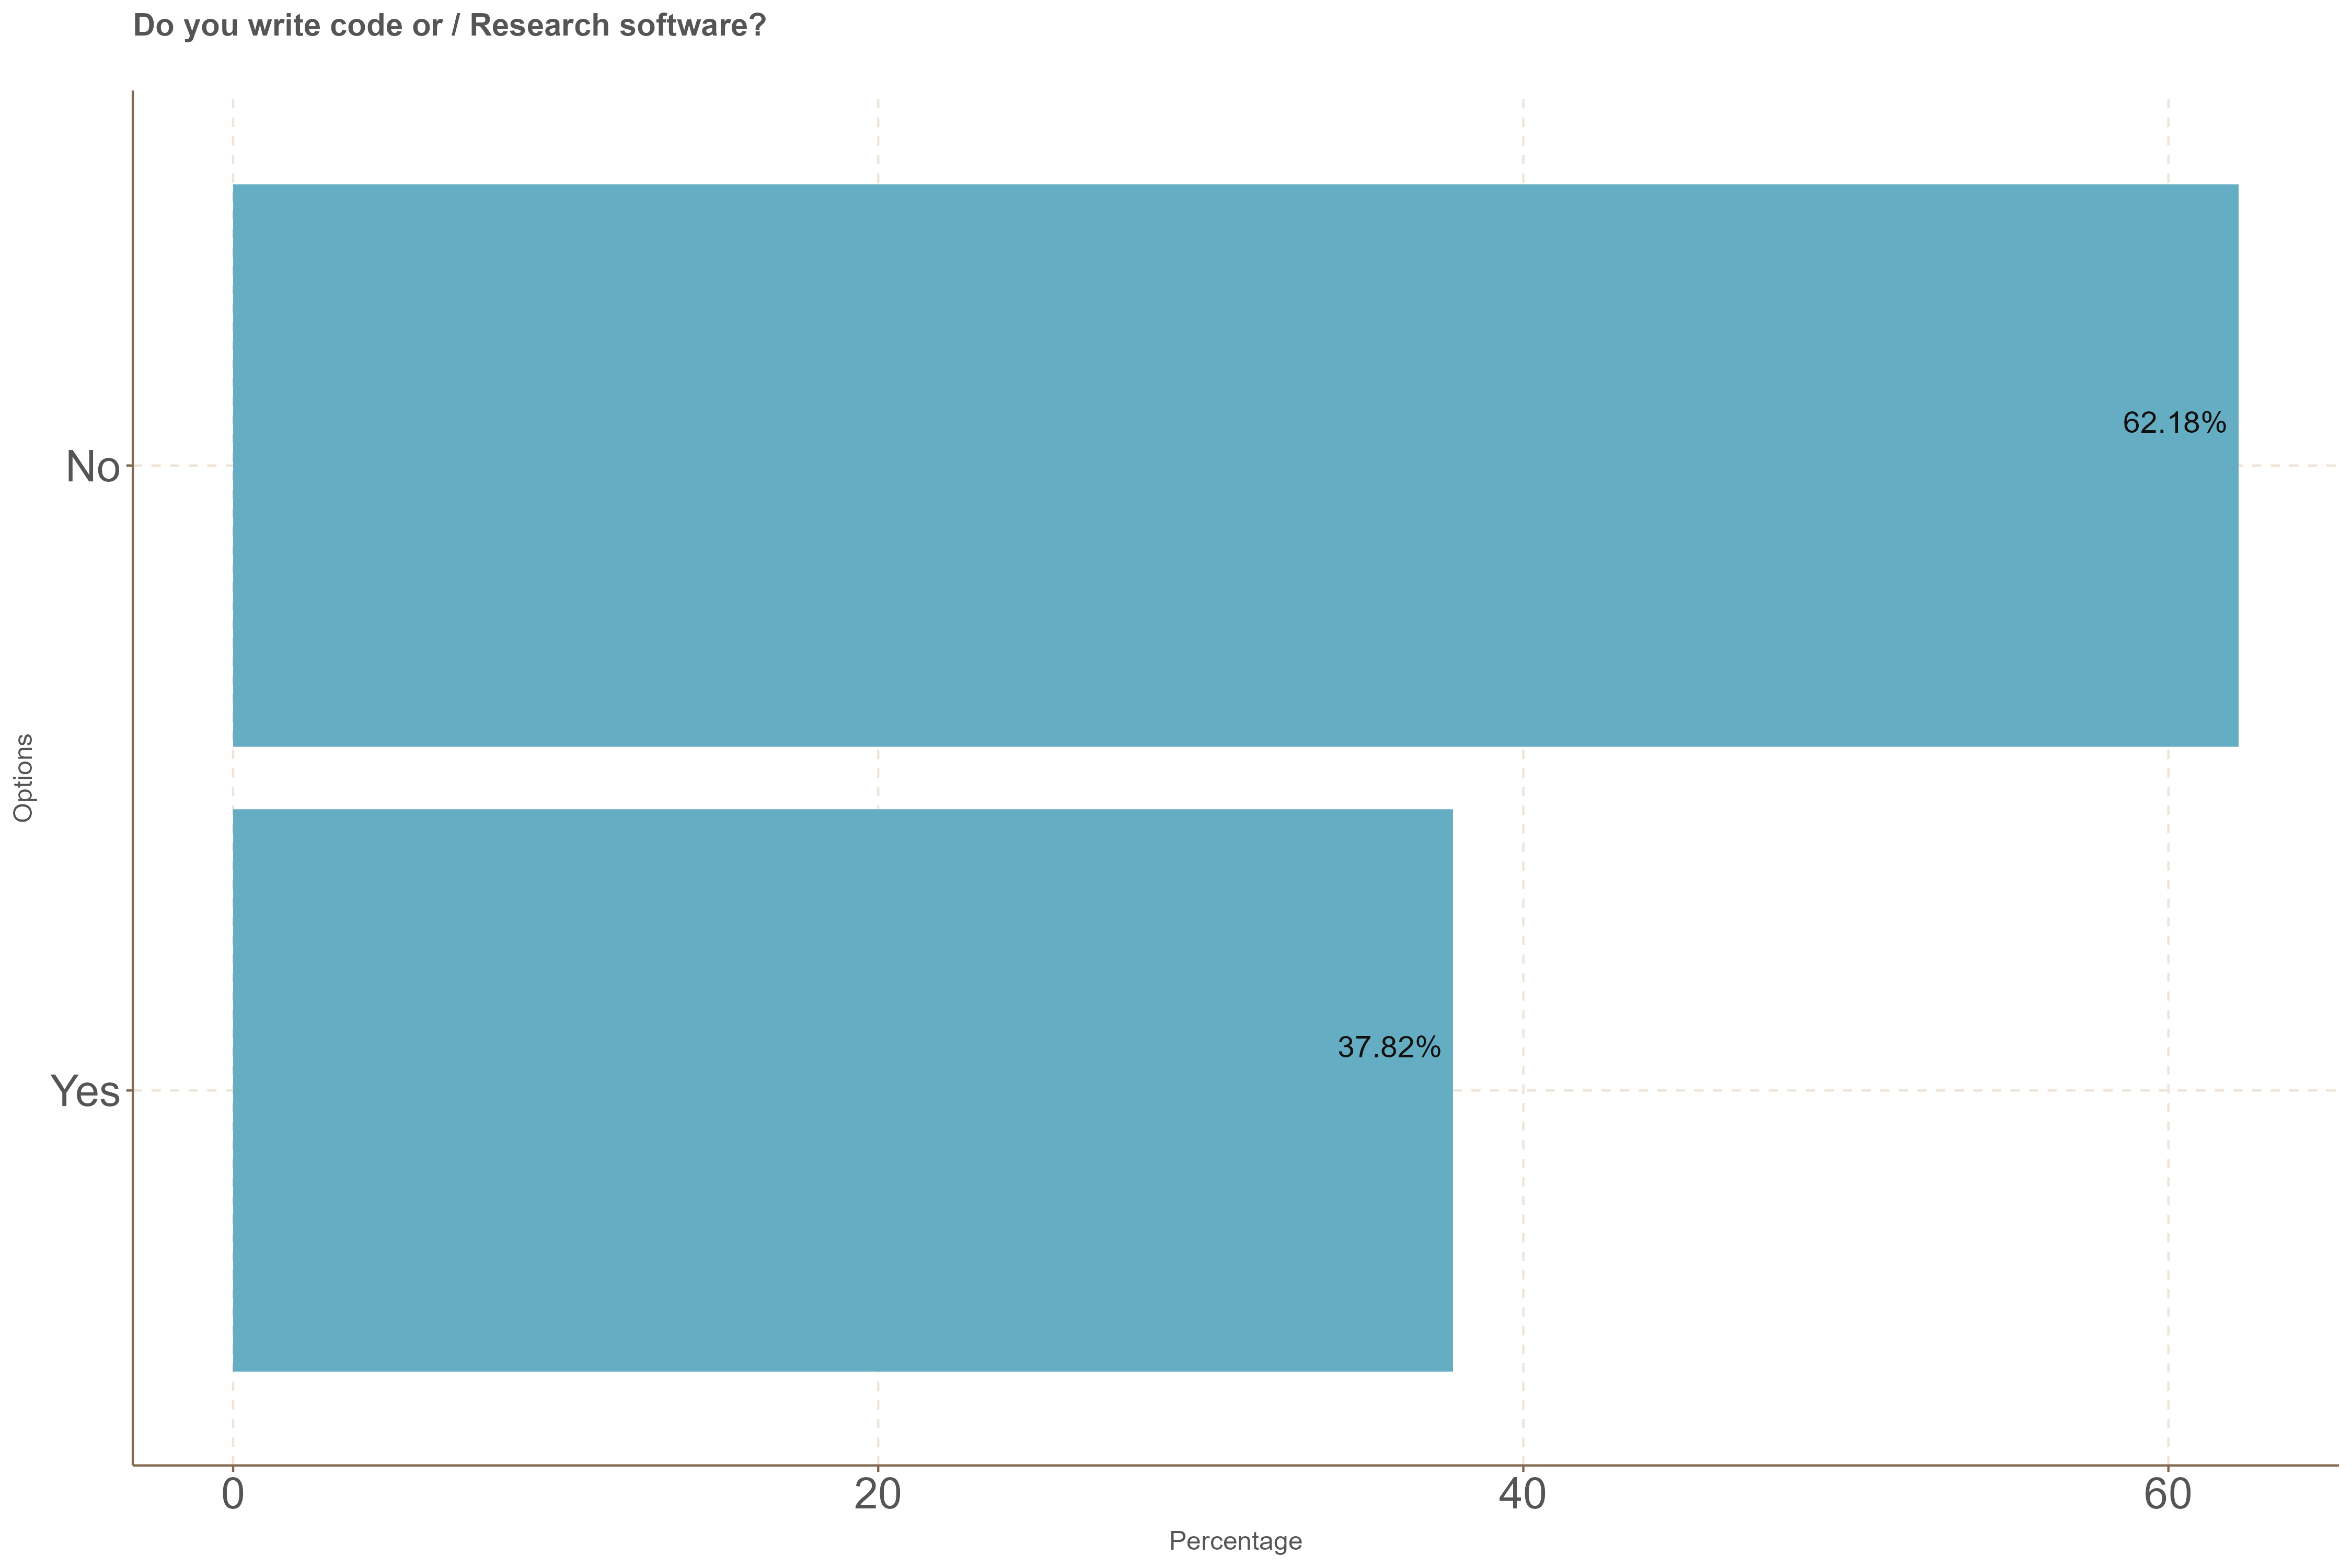 Do you write code or / Research software?
62.18%
No
Options
37.82%
Yes
0 20 40 60
Percentage